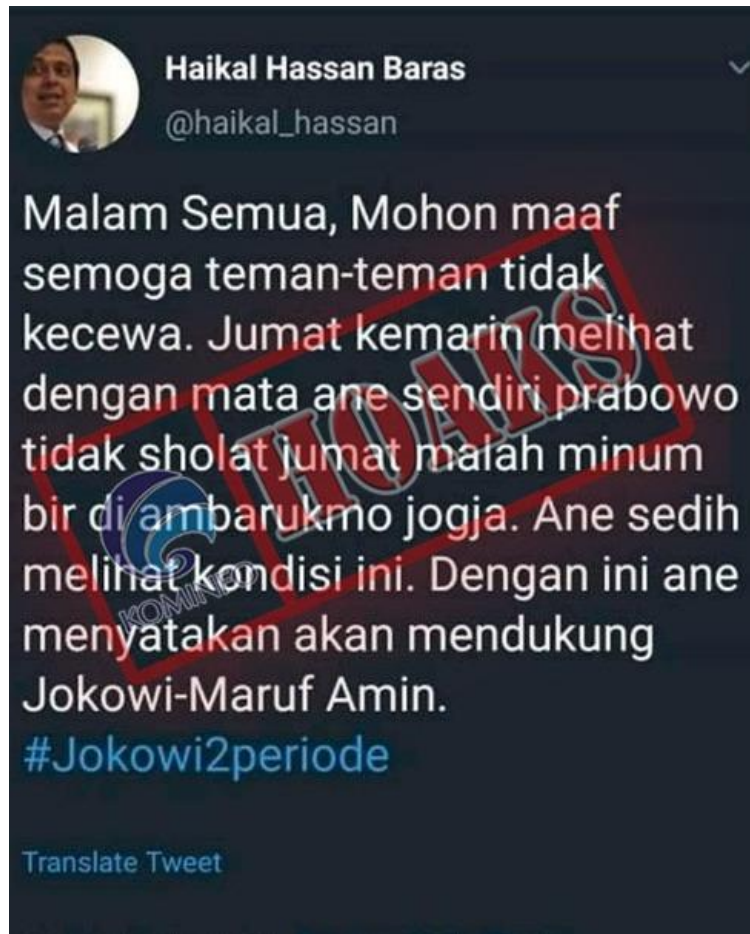 Haikal Hassan Baras
@haikal_hassan
Malam Semua, Mohon maaf
semoga teman-teman tidak
kecewa. Jumat kemarin melihat
dengan mata ane sendiri prabowo
tidak sholat jumat malah minum
bir di ambarukmo jogja. Ane sedih
melihat kondisi ini. Dengan ini ane
menyatakan akan mendukung
Jokowi-Maruf Amin.
#Jokowi2periode
Translate Tweet
HOAKS
KOMINFO